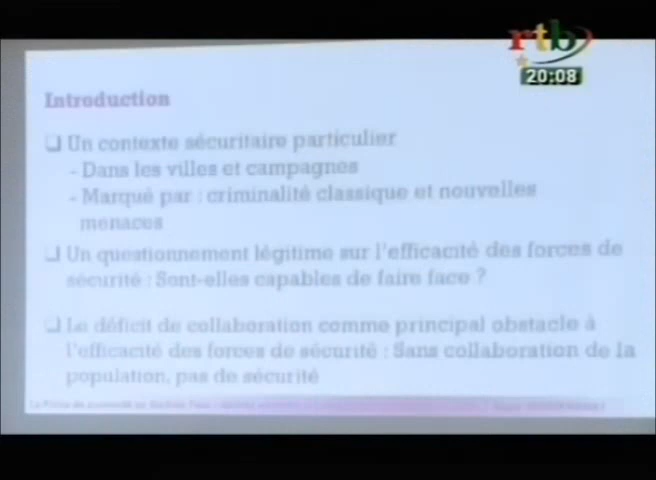 rtb
20:08
Introduction
❑ Un contexte sécuritaire particulier
- Dans les villes et campagnes
- Marqué par : criminalité classique et nouvelles
menaces
❑ Un questionnement légitime sur l'efficacité des forces de
sécurité : Sont-elles capables de faire face ?
❑ Le déficit de collaboration comme principal obstacle à
l'efficacité des forces de sécurité : Sans collaboration de la
population, pas de sécurité